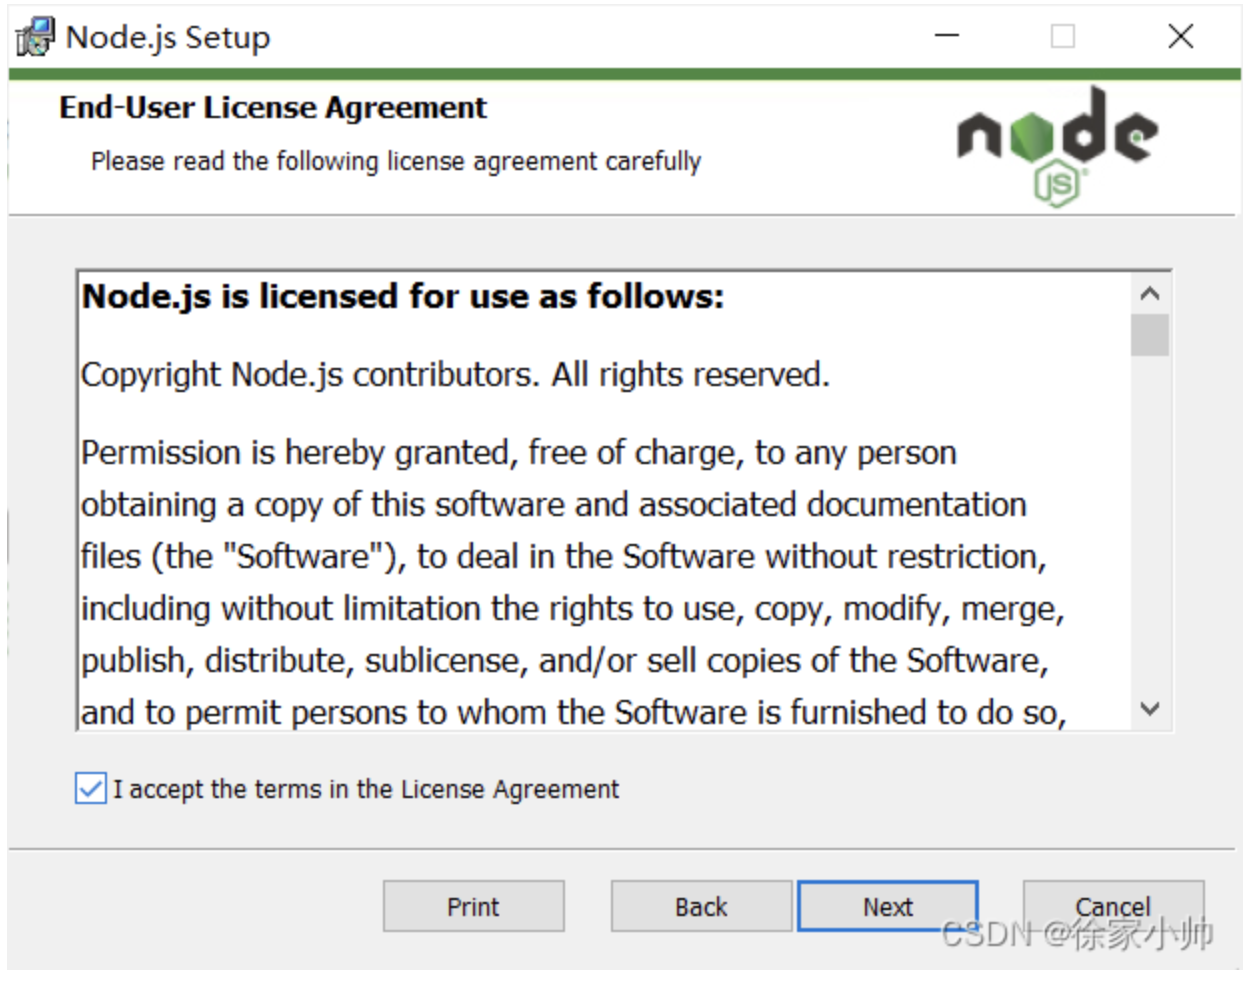 Node.js Setup
End-User License Agreement
Please read the following license agreement carefully
node
JS
Node.js is licensed for use as follows:
Copyright Node.js contributors. All rights reserved.
Permission is hereby granted, free of charge, to any person
obtaining a copy of this software and associated documentation
files (the "Software"), to deal in the Software without restriction,
including without limitation the rights to use, copy, modify, merge,
publish, distribute, sublicense, and/or sell copies of the Software,
and to permit persons to whom the Software is furnished to do so,
I accept the terms in the License Agreement
Print Back Next Cancel
CSDN @徐家小帅